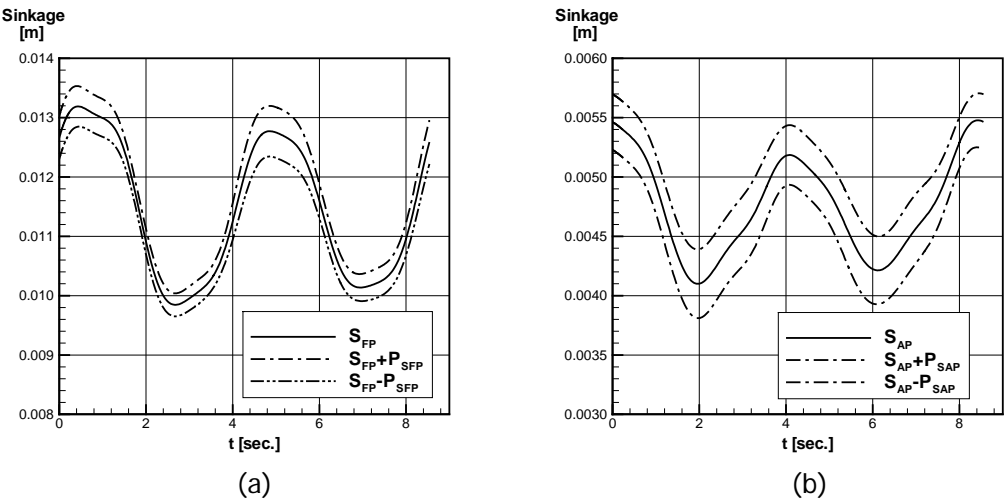 Sinkage
[m]
0.014
0.013
0.012
0.011
0.010
0.009
0.008
0 2 4 6 8
t [sec.]
S_FP
S_FP+P_SFP
S_FP-P_SFP
(a)
Sinkage
[m]
0.0060
0.0055
0.0050
0.0045
0.0040
0.0035
0.0030
0 2 4 6 8
t [sec.]
S_AP
S_AP+P_SAP
S_AP-P_SAP
(b)